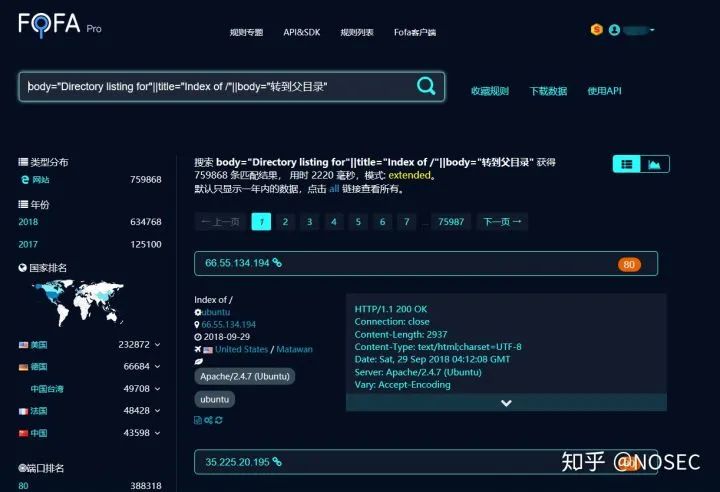 FOFA Pro
规则专题 API&SDK 规则列表 Fofa客户端
body="Directory listing for"||title="Index of /"||body="转到父目录"
收藏规则 下载数据 使用API
类型分布
网站 759868
年份
2018 634768
2017 125100
国家排名
美国 232872
德国 66684
中国台湾 49708
法国 48428
中国 43598
端口排名
80 388318
搜索 body="Directory listing for"||title="Index of /"||body="转到父目录" 获得
759868 条匹配结果， 用时 2220 毫秒，模式: extended。
默认只显示一年内的数据，点击 all 链接查看所有。
← 上一页 1 2 3 4 5 6 7 ... 75987 下一页 →
66.55.134.194 80
Index of /
ubuntu
66.55.134.194
2018-09-29
United States / Matawan
Apache/2.4.7 (Ubuntu)
ubuntu
HTTP/1.1 200 OK
Connection: close
Content-Length: 2937
Content-Type: text/html;charset=UTF-8
Date: Sat, 29 Sep 2018 04:12:08 GMT
Server: Apache/2.4.7 (Ubuntu)
Vary: Accept-Encoding
35.225.20.195
知乎 @NOSEC